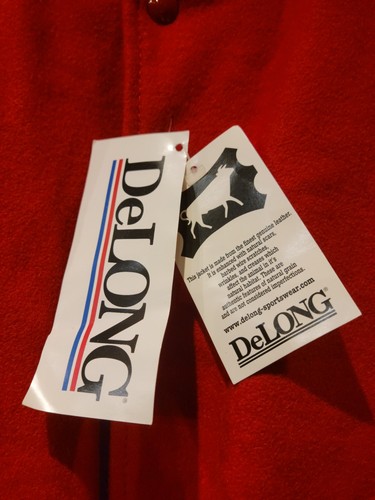 DeLONG®
This jacket is made from the finest genuine leather.
It is enhanced with natural scars,
barbed wire scratches,
wrinkles, and creases which
affect the animal in it's
natural habitat. These are
authentic features of natural grain
and are not considered imperfections.
www.delong-sportswear.com
DeLONG®